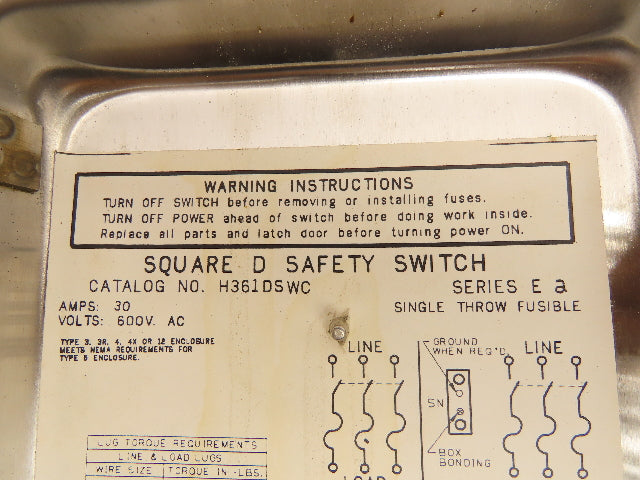 WARNING INSTRUCTIONS
TURN OFF SWITCH before removing or installing fuses.
TURN OFF POWER ahead of switch before doing work inside.
Replace all parts and latch door before turning power ON.
SQUARE D SAFETY SWITCH
CATALOG NO. H361DSWC SERIES E a
AMPS: 30 SINGLE THROW FUSIBLE
VOLTS: 600V. AC
TYPE 3, 3R, 4, 4X OR 12 ENCLOSURE
MEETS NEMA REQUIREMENTS FOR
TYPE 5 ENCLOSURE.
LINE
GROUND
WHEN REQ'D.
LINE
SN
BOX
BONDING
LUG TORQUE REQUIREMENTS
LINE & LOAD LUGS
WIRE SIZE TORQUE IN -LBS.
LOAD